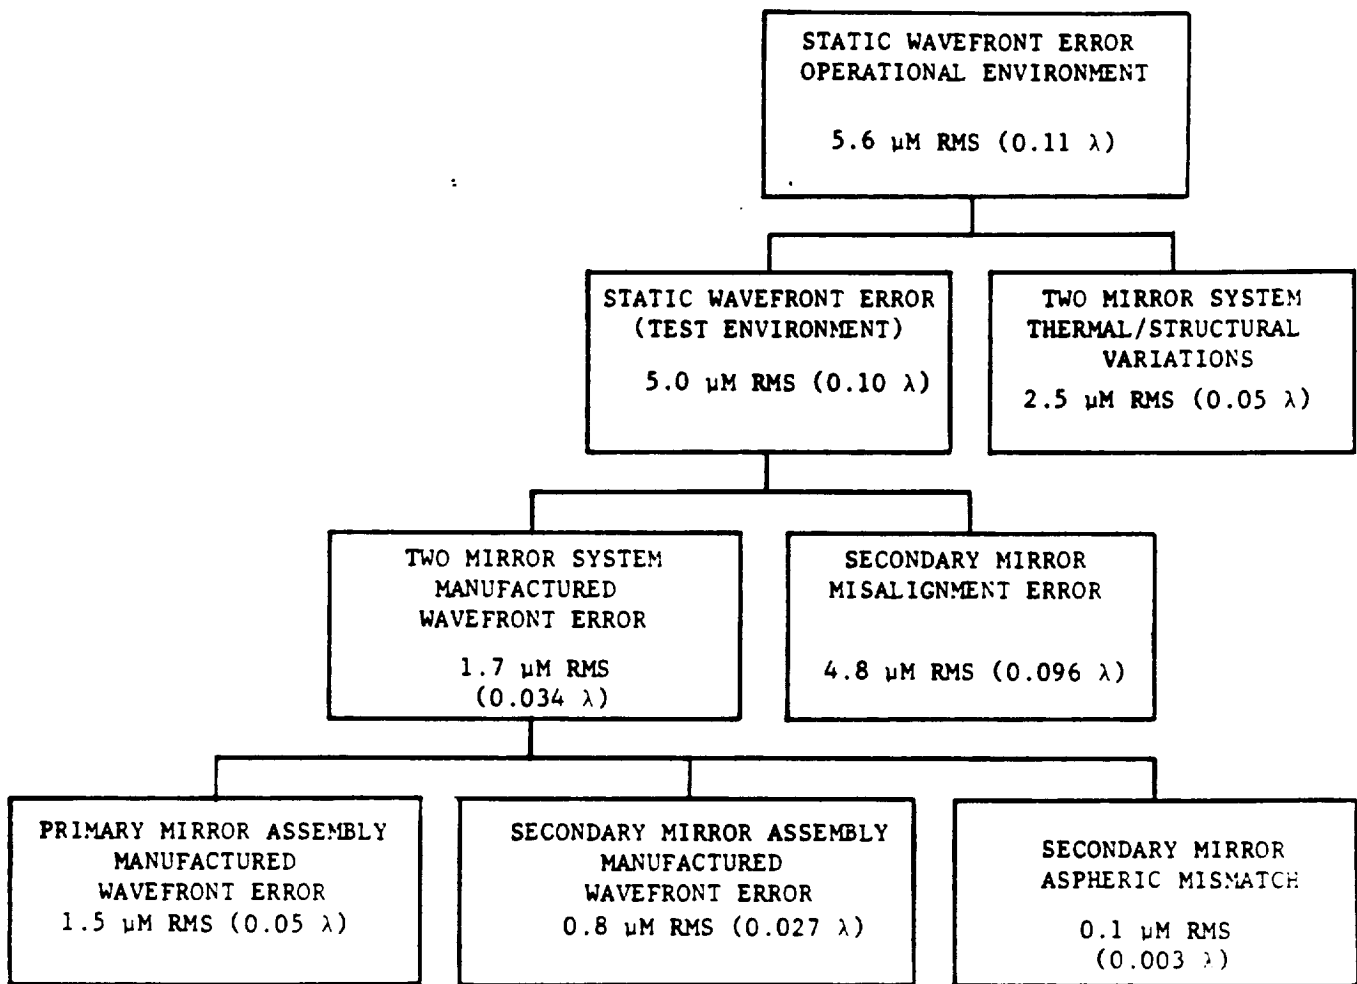 STATIC WAVEFRONT ERROR
OPERATIONAL ENVIRONMENT
5.6 µM RMS (0.11 λ)
STATIC WAVEFRONT ERROR
(TEST ENVIRONMENT)
5.0 µM RMS (0.10 λ)
TWO MIRROR SYSTEM
THERMAL/STRUCTURAL
VARIATIONS
2.5 µM RMS (0.05 λ)
TWO MIRROR SYSTEM
MANUFACTURED
WAVEFRONT ERROR
1.7 µM RMS
(0.034 λ)
SECONDARY MIRROR
MISALIGNMENT ERROR
4.8 µM RMS (0.096 λ)
PRIMARY MIRROR ASSEMBLY
MANUFACTURED
WAVEFRONT ERROR
1.5 µM RMS (0.05 λ)
SECONDARY MIRROR ASSEMBLY
MANUFACTURED
WAVEFRONT ERROR
0.8 µM RMS (0.027 λ)
SECONDARY MIRROR
ASPHERIC MISMATCH
0.1 µM RMS
(0.003 λ)